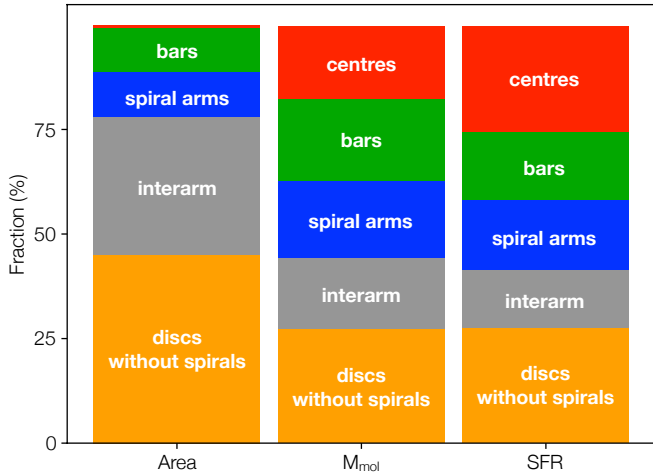 Fraction (%)
75
50
25
0
bars
spiral arms
interarm
discs
without spirals
centres
bars
spiral arms
interarm
discs
without spirals
centres
bars
spiral arms
interarm
discs
without spirals
Area
Mmol
SFR